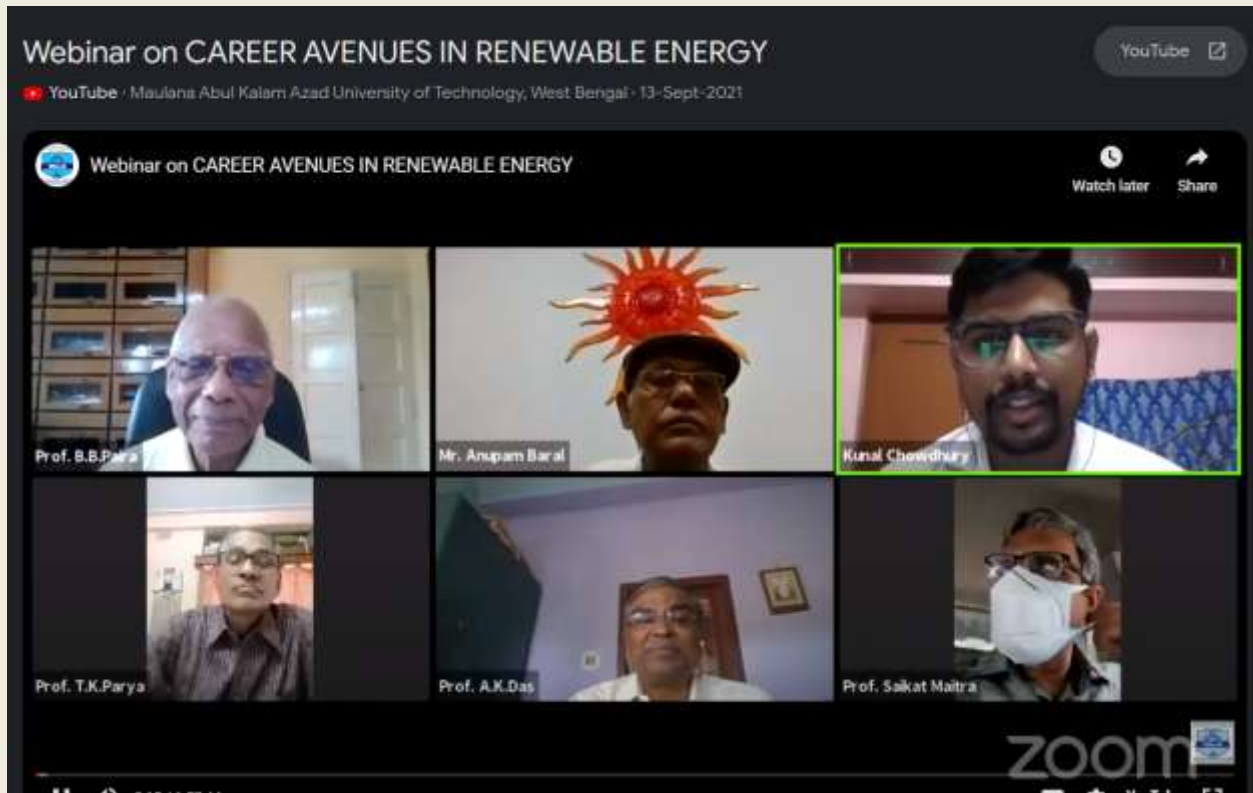 Webinar on CAREER AVENUES IN RENEWABLE ENERGY
YouTube
YouTube · Maulana Abul Kalam Azad University of Technology, West Bengal · 13-Sept-2021
Webinar on CAREER AVENUES IN RENEWABLE ENERGY
Watch later
Share
Prof. B.B.Paira
Mr. Anupam Baral
Kunal Chowdhury
Prof. T.K.Parya
Prof. A.K.Das
Prof. Saikat Maitra
zoom